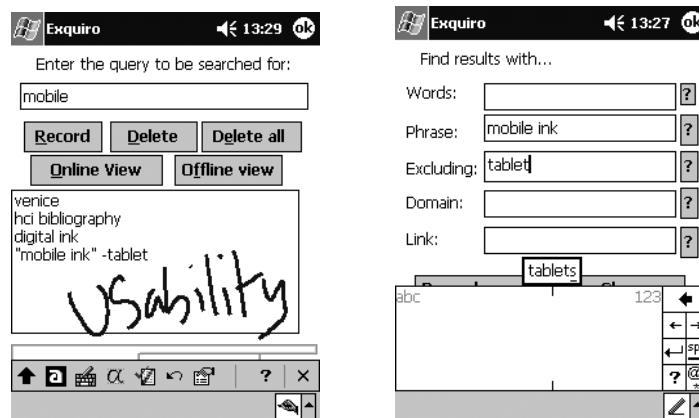 Exquiro 13:29 ok
Enter the query to be searched for:
mobile
Record Delete Delete all
Online View Offline view
venice
hci bibliography
digital ink
"mobile ink" -tablet
Usability
a α ? ×
Exquiro 13:27 ok
Find results with...
Words: ?
Phrase: mobile ink ?
Excluding: tablet ?
Domain: ?
Link: ?
tablets
abc 123
sp
? @ *